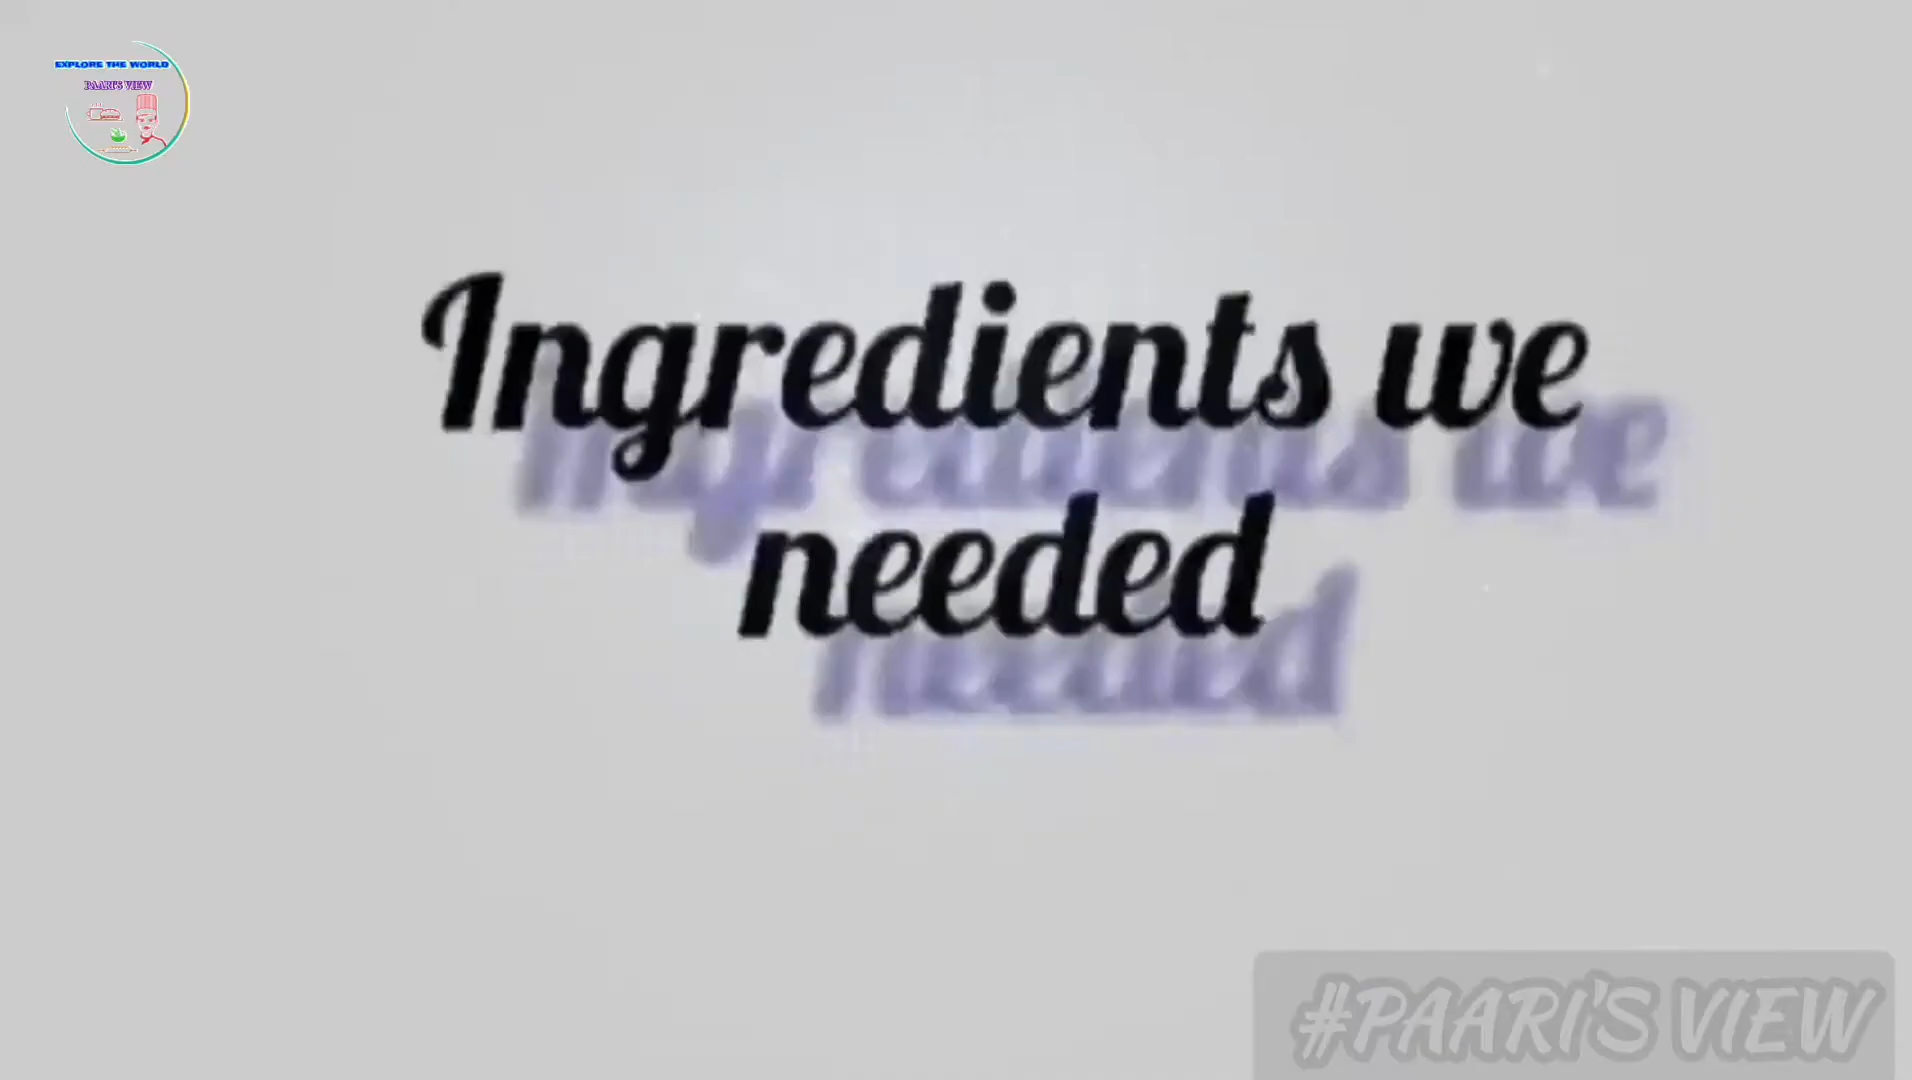 EXPLORE THE WORLD
PAARI'S VIEW
Ingredients we
needed
#PAARI'S VIEW